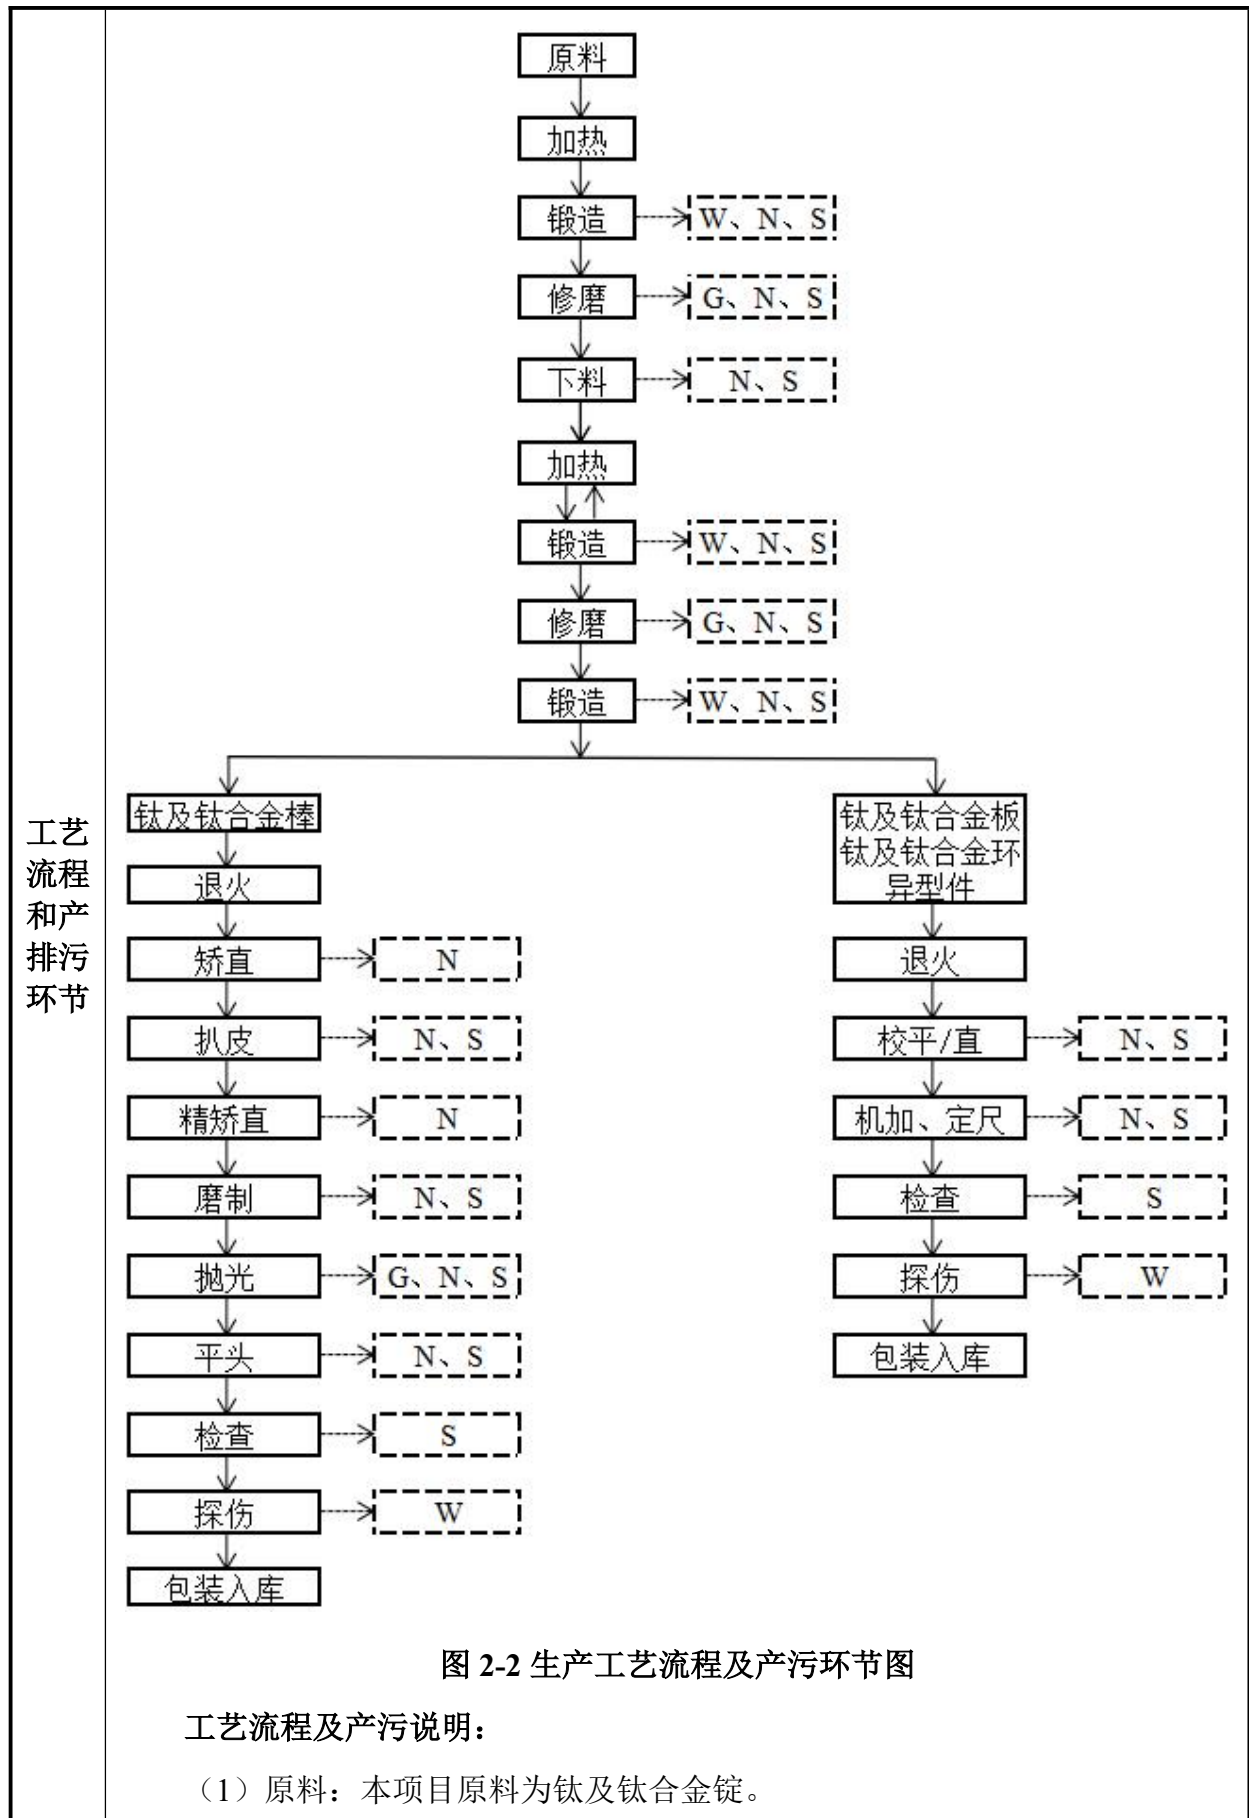 工艺
流程
和产
排污
环节
原料
加热
锻造
W、N、S
修磨
G、N、S
下料
N、S
加热
锻造
W、N、S
修磨
G、N、S
锻造
W、N、S
钛及钛合金棒
退火
矫直
N
扒皮
N、S
精矫直
N
磨制
N、S
抛光
G、N、S
平头
N、S
检查
S
探伤
W
包装入库
钛及钛合金板
钛及钛合金环
异型件
退火
校平/直
N、S
机加、定尺
N、S
检查
S
探伤
W
包装入库
图 2-2 生产工艺流程及产污环节图
工艺流程及产污说明：
（1）原料：本项目原料为钛及钛合金锭。